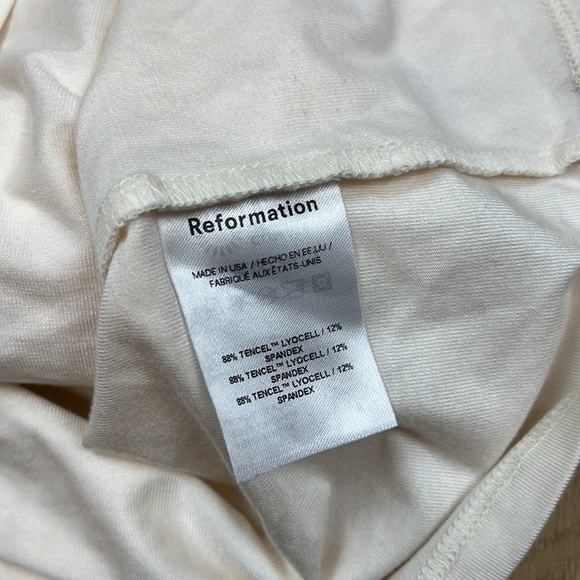 Reformation
MADE IN USA / HECHO EN EE.UU /
FABRIQUÉ AUX ÉTATS-UNIS
88% TENCEL™ LYOCELL / 12%
SPANDEX
88% TENCEL™ LYOCELL / 12%
SPANDEX
88% TENCEL™ LYOCELL / 12%
SPANDEX